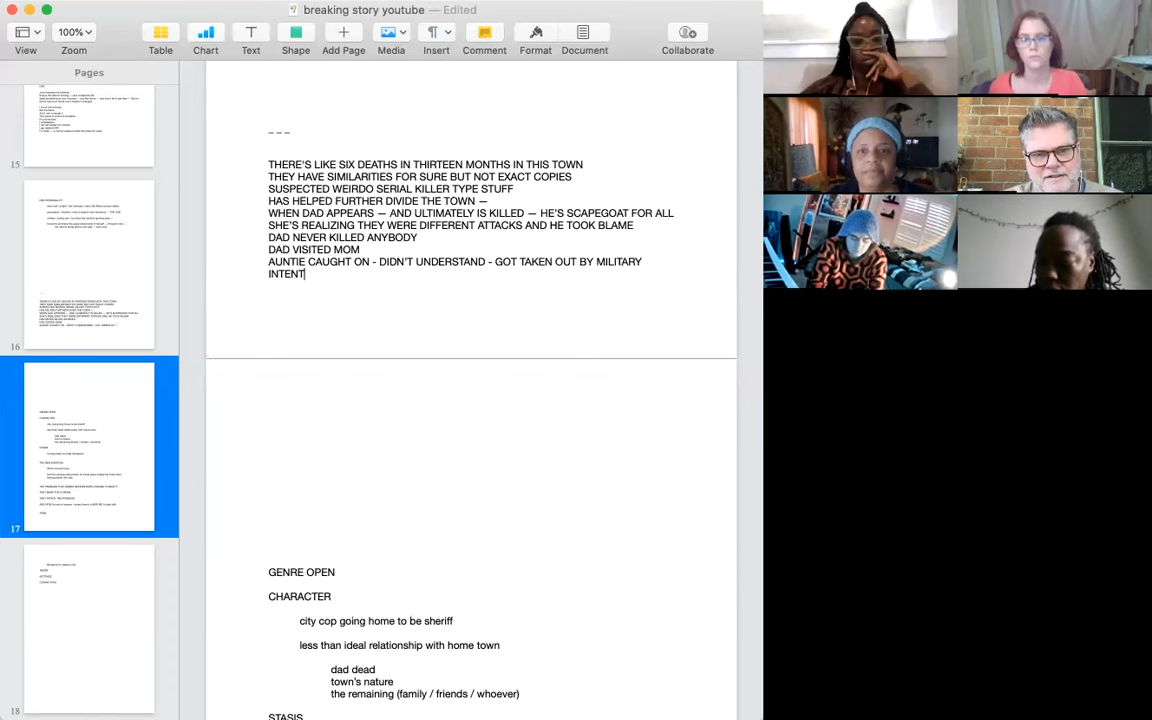 breaking story youtube — Edited
100%
View
Zoom
Table
Chart
Text
Shape
Add Page
Media
Insert
Comment
Format
Document
Collaborate
Pages
15
16
17
18
— — —
THERE'S LIKE SIX DEATHS IN THIRTEEN MONTHS IN THIS TOWN
THEY HAVE SIMILARITIES FOR SURE BUT NOT EXACT COPIES
SUSPECTED WEIRDO SERIAL KILLER TYPE STUFF
HAS HELPED FURTHER DIVIDE THE TOWN —
WHEN DAD APPEARS — AND ULTIMATELY IS KILLED — HE'S SCAPEGOAT FOR ALL
SHE'S REALIZING THEY WERE DIFFERENT ATTACKS AND HE TOOK BLAME
DAD NEVER KILLED ANYBODY
DAD VISITED MOM
AUNTIE CAUGHT ON - DIDN'T UNDERSTAND - GOT TAKEN OUT BY MILITARY
INTENT
GENRE OPEN
CHARACTER
city cop going home to be sheriff
less than ideal relationship with home town
dad dead
town's nature
the remaining (family / friends / whoever)
STASIS